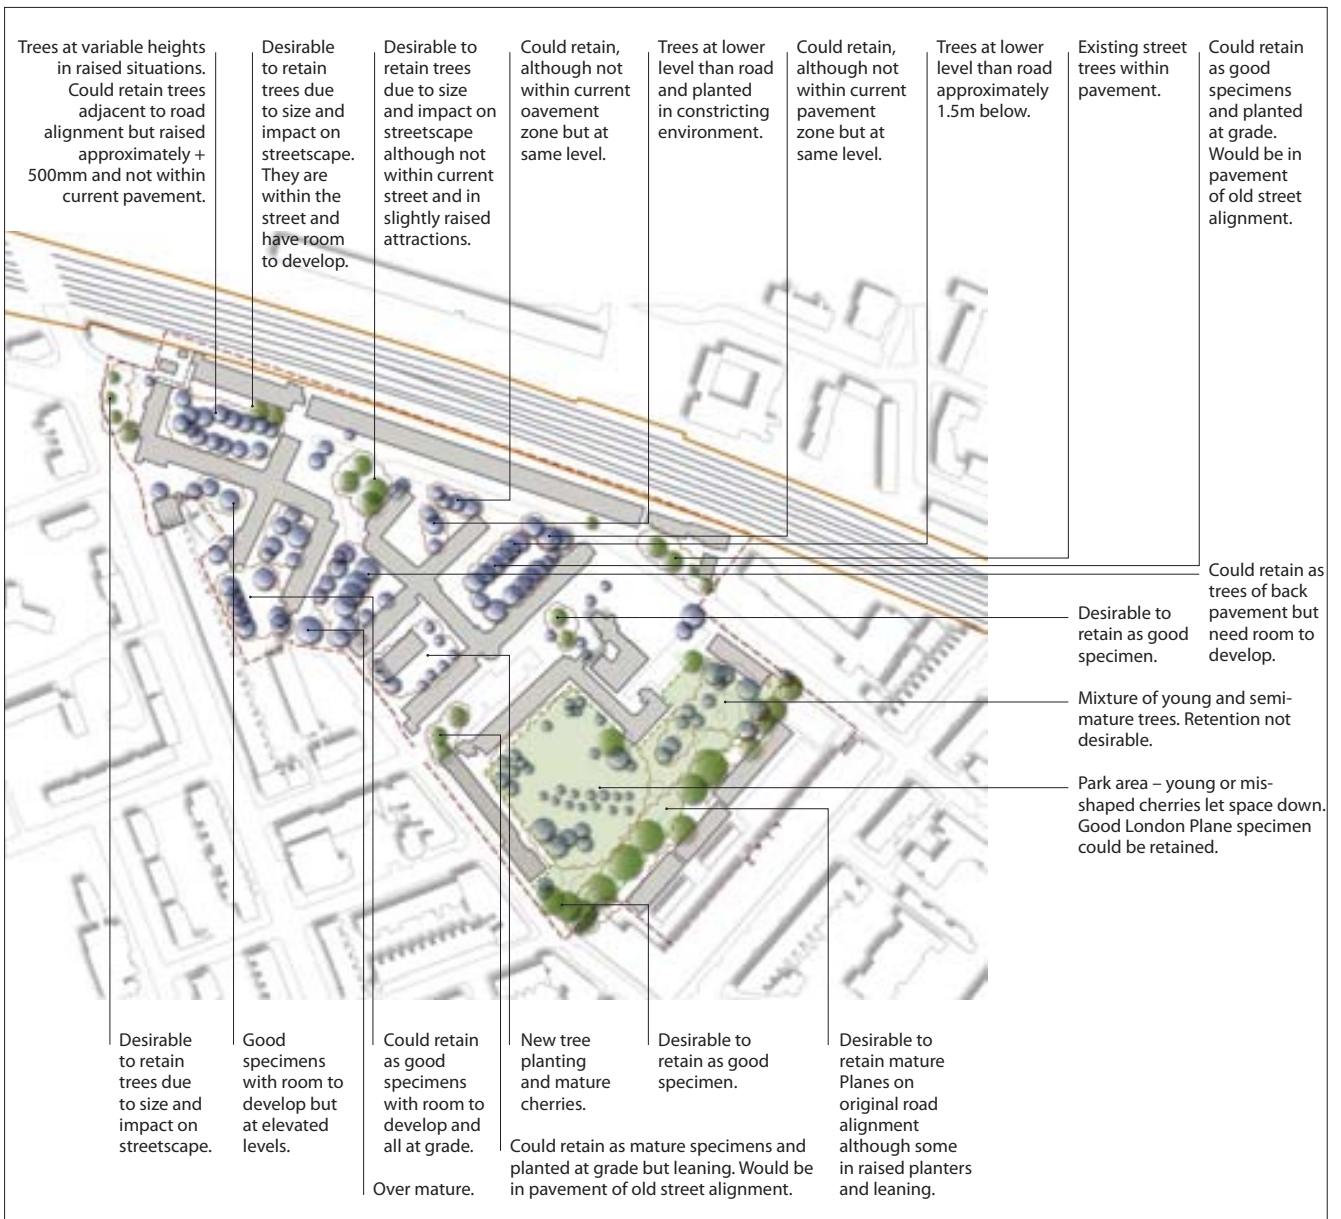 Trees at variable heights
in raised situations.
Could retain trees
adjacent to road
alignment but raised
approximately +
500mm and not within
current pavement.
Desirable
to retain
trees due
to size and
impact on
streetscape.
They are
within the
street and
have room
to develop.
Desirable to
retain trees
due to size
and impact on
streetscape
although not
within current
street and in
slightly raised
attractions.
Could retain,
although not
within current
oavement
zone but at
same level.
Trees at lower
level than road
and planted
in constricting
environment.
Could retain,
although not
within current
pavement
zone but at
same level.
Trees at lower
level than road
approximately
1.5m below.
Existing street
trees within
pavement.
Could retain
as good
specimens
and planted
at grade.
Would be in
pavement
of old street
alignment.
Could retain as
trees of back
pavement but
need room to
develop.
Desirable to
retain as good
specimen.
Mixture of young and semi-
mature trees. Retention not
desirable.
Park area – young or mis-
shaped cherries let space down.
Good London Plane specimen
could be retained.
Desirable
to retain
trees due
to size and
impact on
streetscape.
Good
specimens
with room to
develop but
at elevated
levels.
Could retain
as good
specimens
with room to
develop and
all at grade.
Over mature.
New tree
planting
and mature
cherries.
Could retain as mature specimens and
planted at grade but leaning. Would be
in pavement of old street alignment.
Desirable to
retain as good
specimen.
Desirable to
retain mature
Planes on
original road
alignment
although some
in raised planters
and leaning.